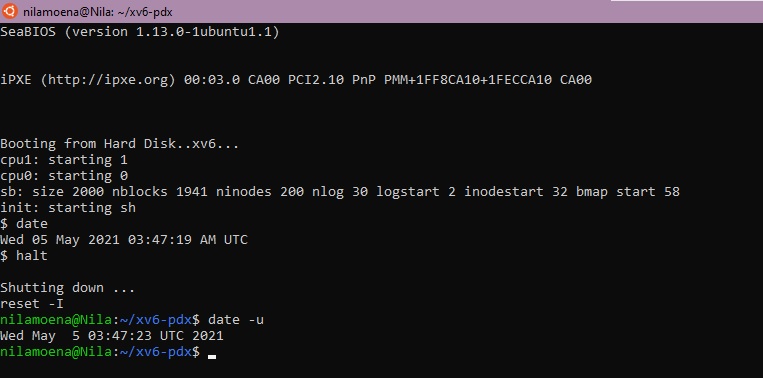 nilamoena@Nila: ~/xv6-pdx
SeaBIOS (version 1.13.0-1ubuntu1.1)
iPXE (http://ipxe.org) 00:03.0 CA00 PCI2.10 PnP PMM+1FF8CA10+1FECCA10 CA00
Booting from Hard Disk..xv6...
cpu1: starting 1
cpu0: starting 0
sb: size 2000 nblocks 1941 ninodes 200 nlog 30 logstart 2 inodestart 32 bmap start 58
init: starting sh
$ date
Wed 05 May 2021 03:47:19 AM UTC
$ halt
Shutting down ...
reset -I
nilamoena@Nila:~/xv6-pdx$ date -u
Wed May  5 03:47:23 UTC 2021
nilamoena@Nila:~/xv6-pdx$